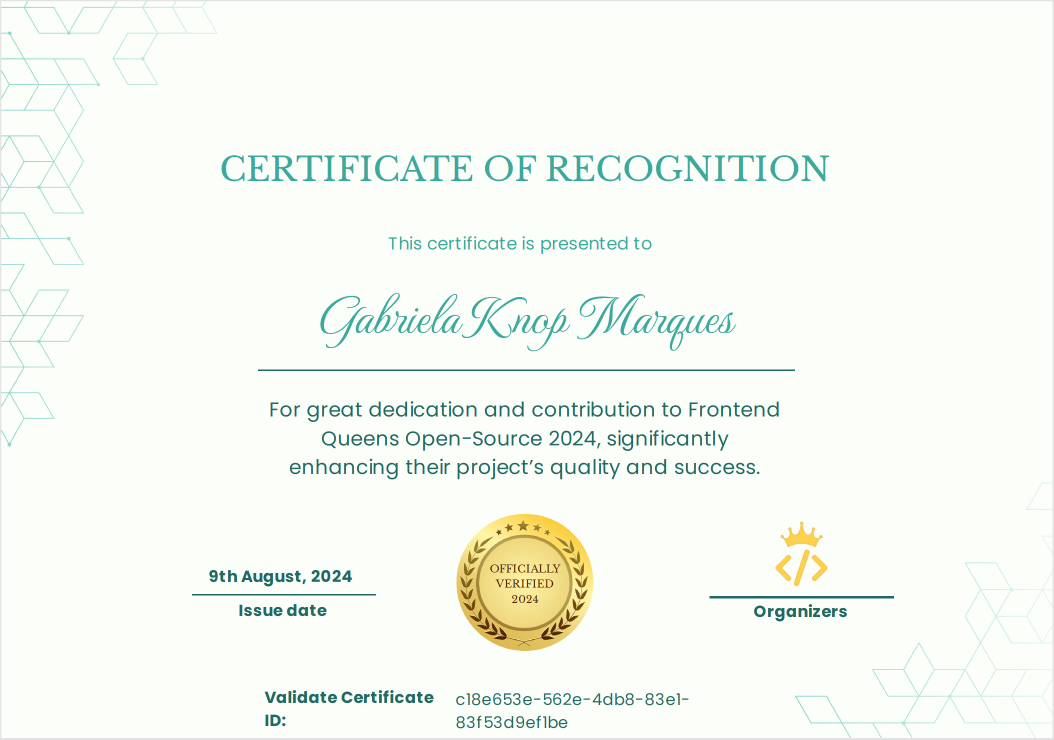 CERTIFICATE OF RECOGNITION
This certificate is presented to
Gabriela Knop Marques
For great dedication and contribution to Frontend
Queens Open-Source 2024, significantly
enhancing their project’s quality and success.
9th August, 2024
Issue date
OFFICIALLY
VERIFIED
2024
Organizers
Validate Certificate
ID:
c18e653e-562e-4db8-83e1-
83f53d9ef1be